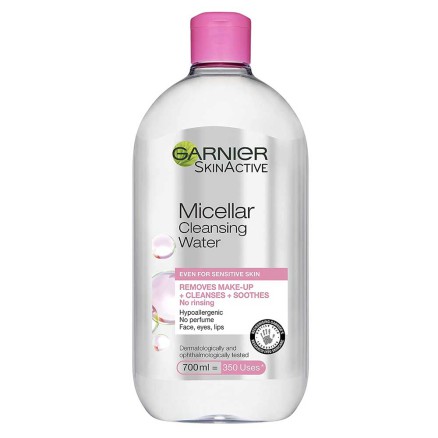 GARNIER
SKINACTIVE
Micellar
Cleansing
Water
EVEN FOR SENSITIVE SKIN
REMOVES MAKE-UP
+ CLEANSES + SOOTHES
No rinsing
Hypoallergenic
No perfume
Face, eyes, lips
Dermatologically and
ophthalmologically tested
700ml = 350 Uses*